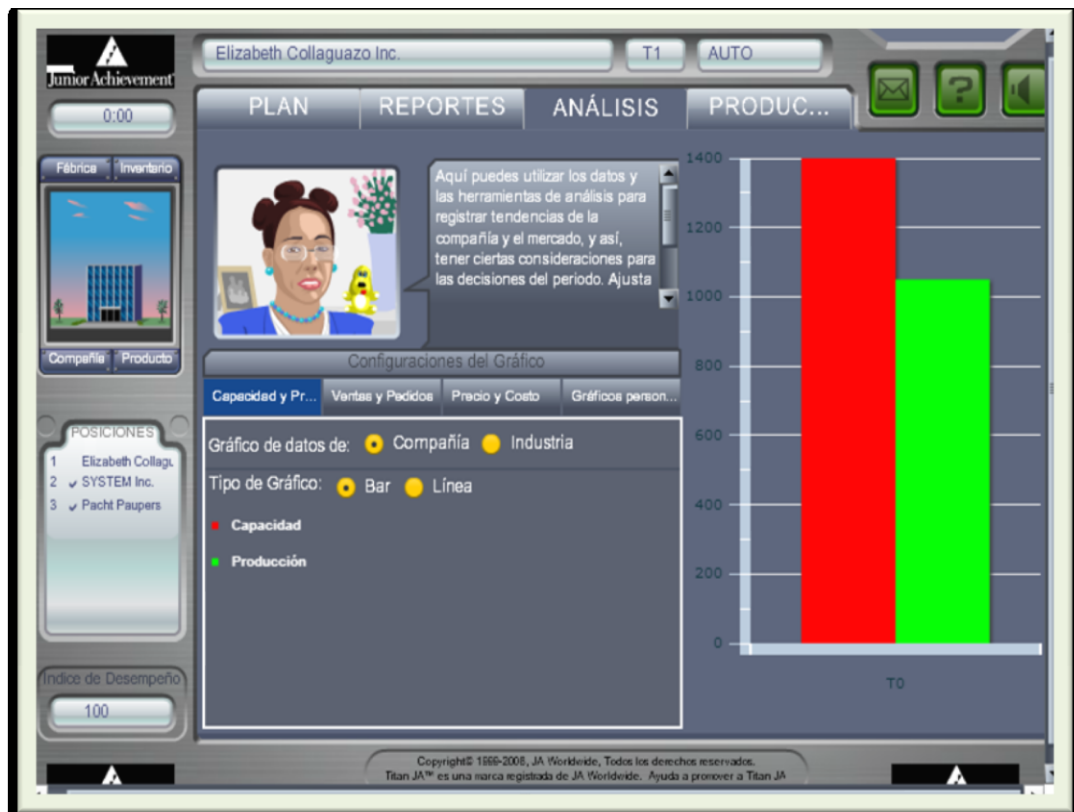 Junior Achievement
Elizabeth Collaguazo Inc.
T1
AUTO
0:00
PLAN
REPORTES
ANÁLISIS
PRODUC...
Fábrica
Inventario
Compañía
Producto
Aquí puedes utilizar los datos y
las herramientas de análisis para
registrar tendencias de la
compañía y el mercado, y así,
tener ciertas consideraciones para
las decisiones del periodo. Ajusta
Configuraciones del Gráfico
Capacidad y Pr...
Ventas y Pedidos
Precio y Costo
Gráficos person...
Gráfico de datos de:
Compañía
Industria
Tipo de Gráfico:
Bar
Línea
Capacidad
Producción
POSICIONES
1 Elizabeth Collagu
2 SYSTEM Inc.
3 Pacht Paupers
Indice de Desempeño
100
1400
1200
1000
800
600
400
200
0
T0
Copyright© 1999-2008, JA Worldwide, Todos los derechos reservados.
Titan JA™ es una marca registrada de JA Worldwide. Ayuda a promover a Titan JA